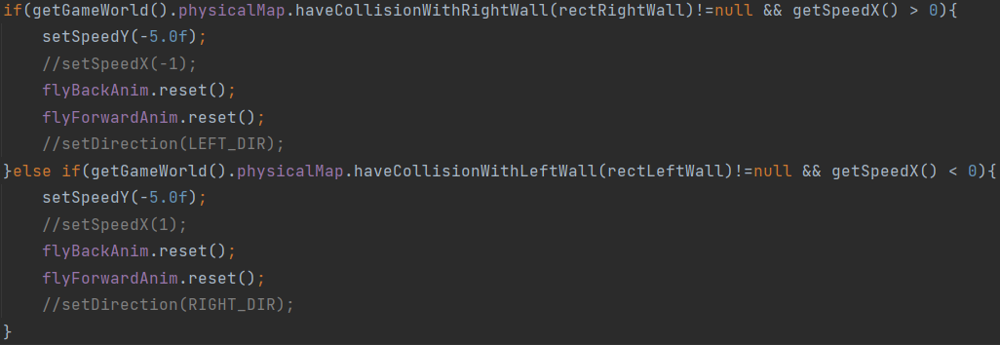 if(getGameWorld().physicalMap.haveCollisionWithRightWall(rectRightWall)!=null && getSpeedX() > 0){
    setSpeedY(-5.0f);
    //setSpeedX(-1);
    flyBackAnim.reset();
    flyForwardAnim.reset();
    //setDirection(LEFT_DIR);
}else if(getGameWorld().physicalMap.haveCollisionWithLeftWall(rectLeftWall)!=null && getSpeedX() < 0){
    setSpeedY(-5.0f);
    //setSpeedX(1);
    flyBackAnim.reset();
    flyForwardAnim.reset();
    //setDirection(RIGHT_DIR);
}